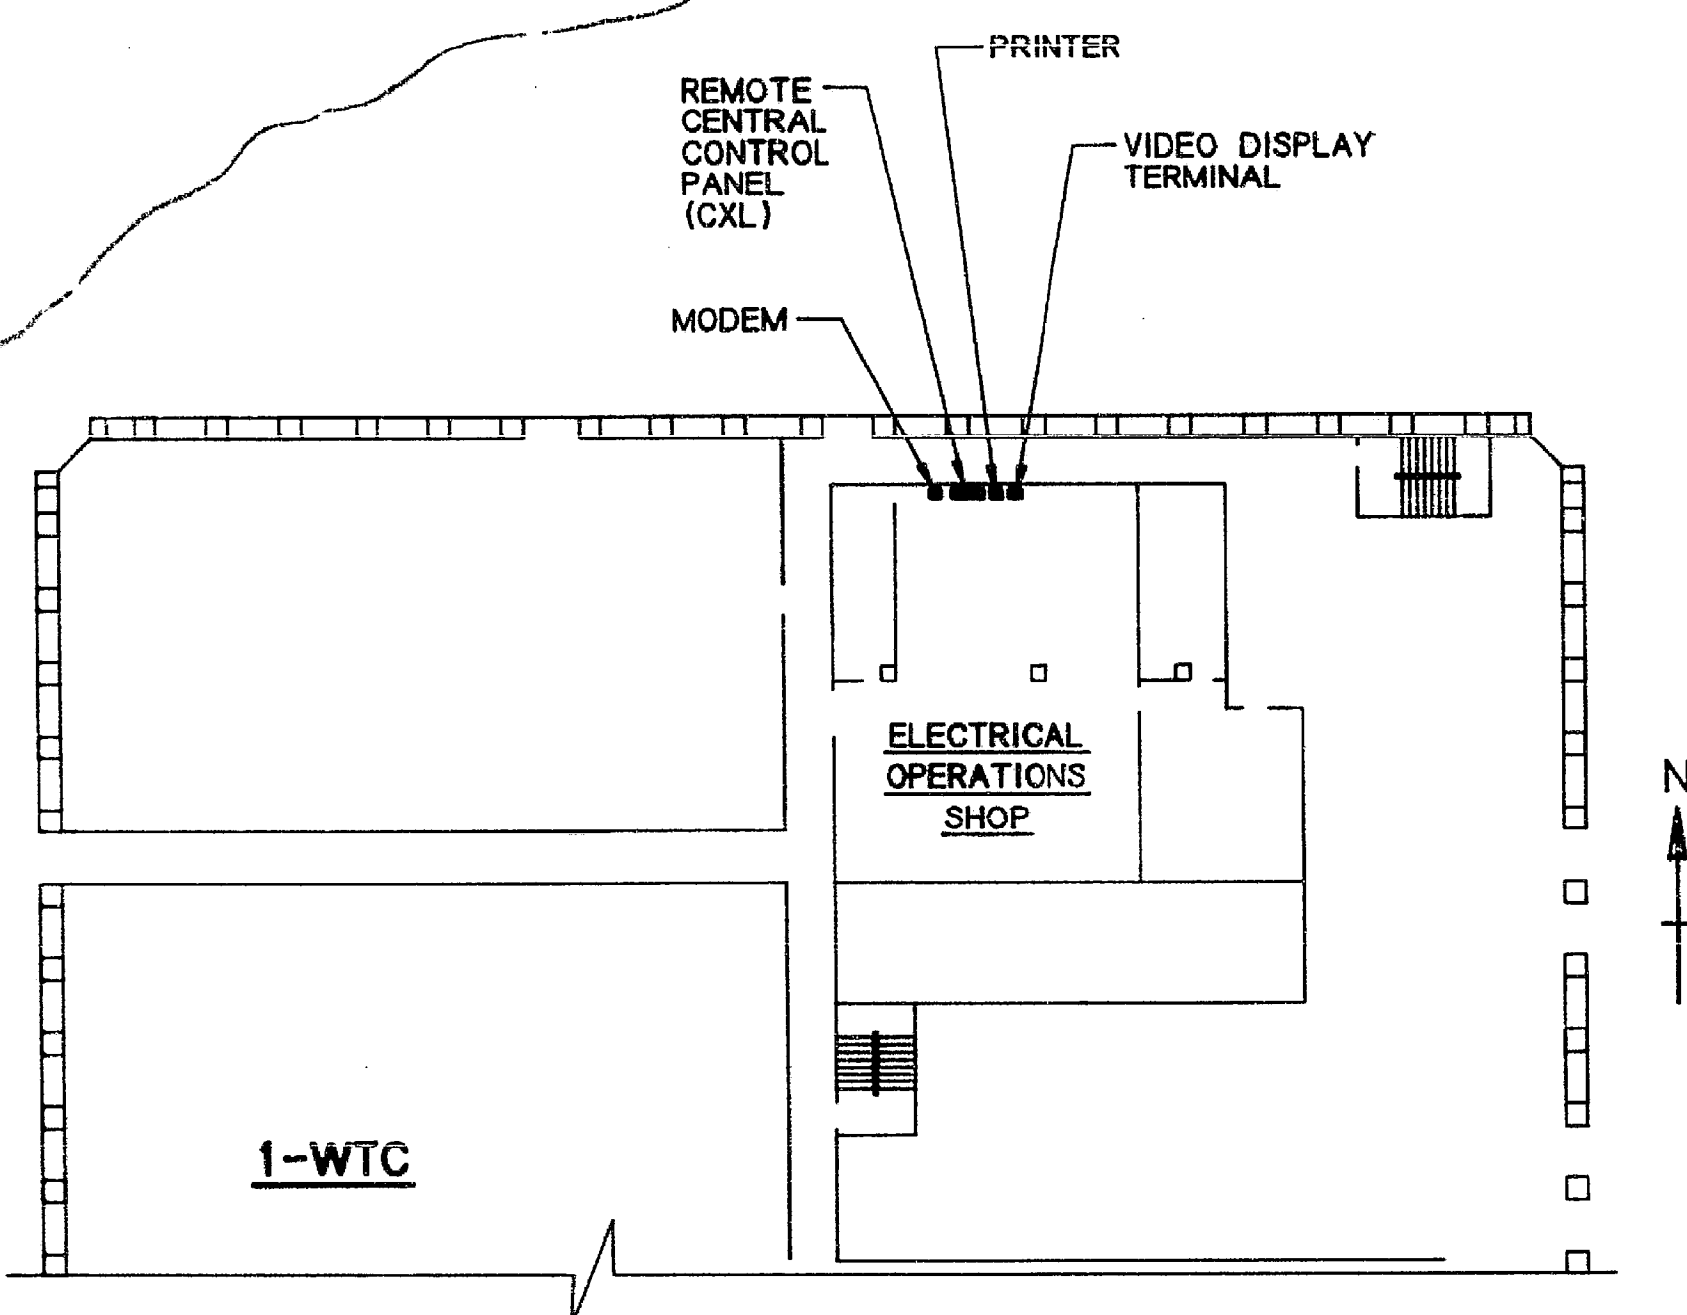 PRINTER
REMOTE
CENTRAL
CONTROL
PANEL
(CXL)
VIDEO DISPLAY
TERMINAL
MODEM
ELECTRICAL
OPERATIONS
SHOP
N
1-WTC